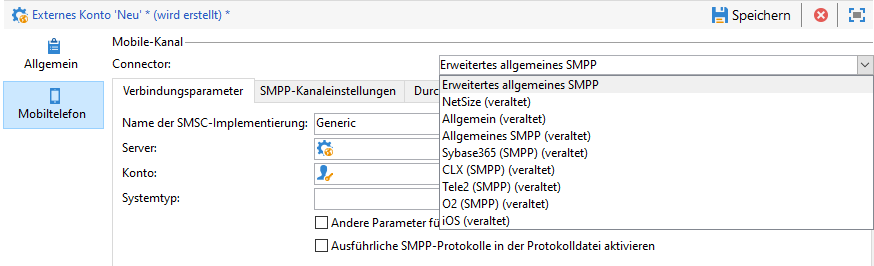 Externes Konto 'Neu' * (wird erstellt) *
Speichern
Allgemein
Mobiltelefon
Mobile-Kanal
Connector:
Erweitertes allgemeines SMPP
Erweitertes allgemeines SMPP
NetSize (veraltet)
Allgemein (veraltet)
Allgemeines SMPP (veraltet)
Sybase365 (SMPP) (veraltet)
CLX (SMPP) (veraltet)
Tele2 (SMPP) (veraltet)
O2 (SMPP) (veraltet)
iOS (veraltet)
Verbindungsparameter
SMPP-Kanaleinstellungen
Durc
Name der SMSC-Implementierung:
Generic
Server:
Konto:
Systemtyp:
Andere Parameter fü
Ausführliche SMPP-Protokolle in der Protokolldatei aktivieren